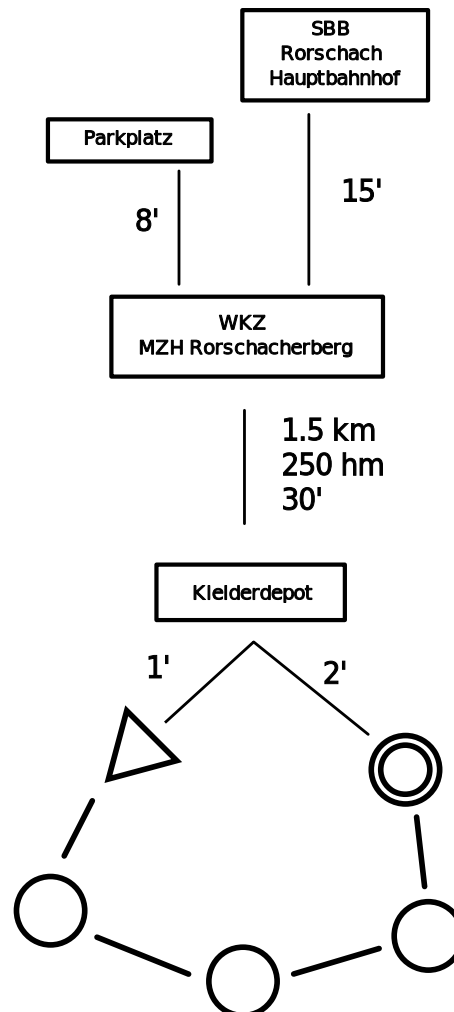 SBB
Rorschach
Hauptbahnhof
Parkplatz
8'
15'
WKZ
MZH Rorschacherberg
1.5 km
250 hm
30'
Kleiderdepot
1'
2'